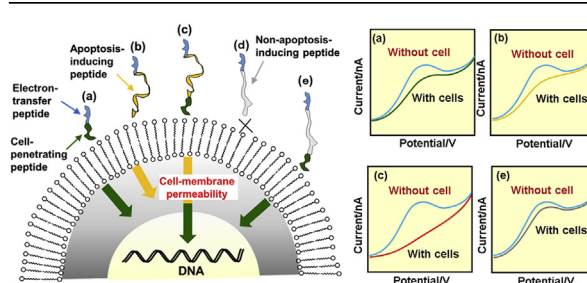 (a)
Electron-
transfer
peptide
Cell-
penetrating
peptide
(b)
Apoptosis-
inducing
peptide
(c)
(d)
Non-apoptosis-
inducing peptide
(e)
Cell-membrane
permeability
DNA
(a)
Without cell
With cells
Current/nA
Potential/V
(b)
Without cell
With cells
Current/nA
Potential/V
(c)
Without cell
With cells
Current/nA
Potential/V
(e)
Without cell
With cells
Current/nA
Potential/V